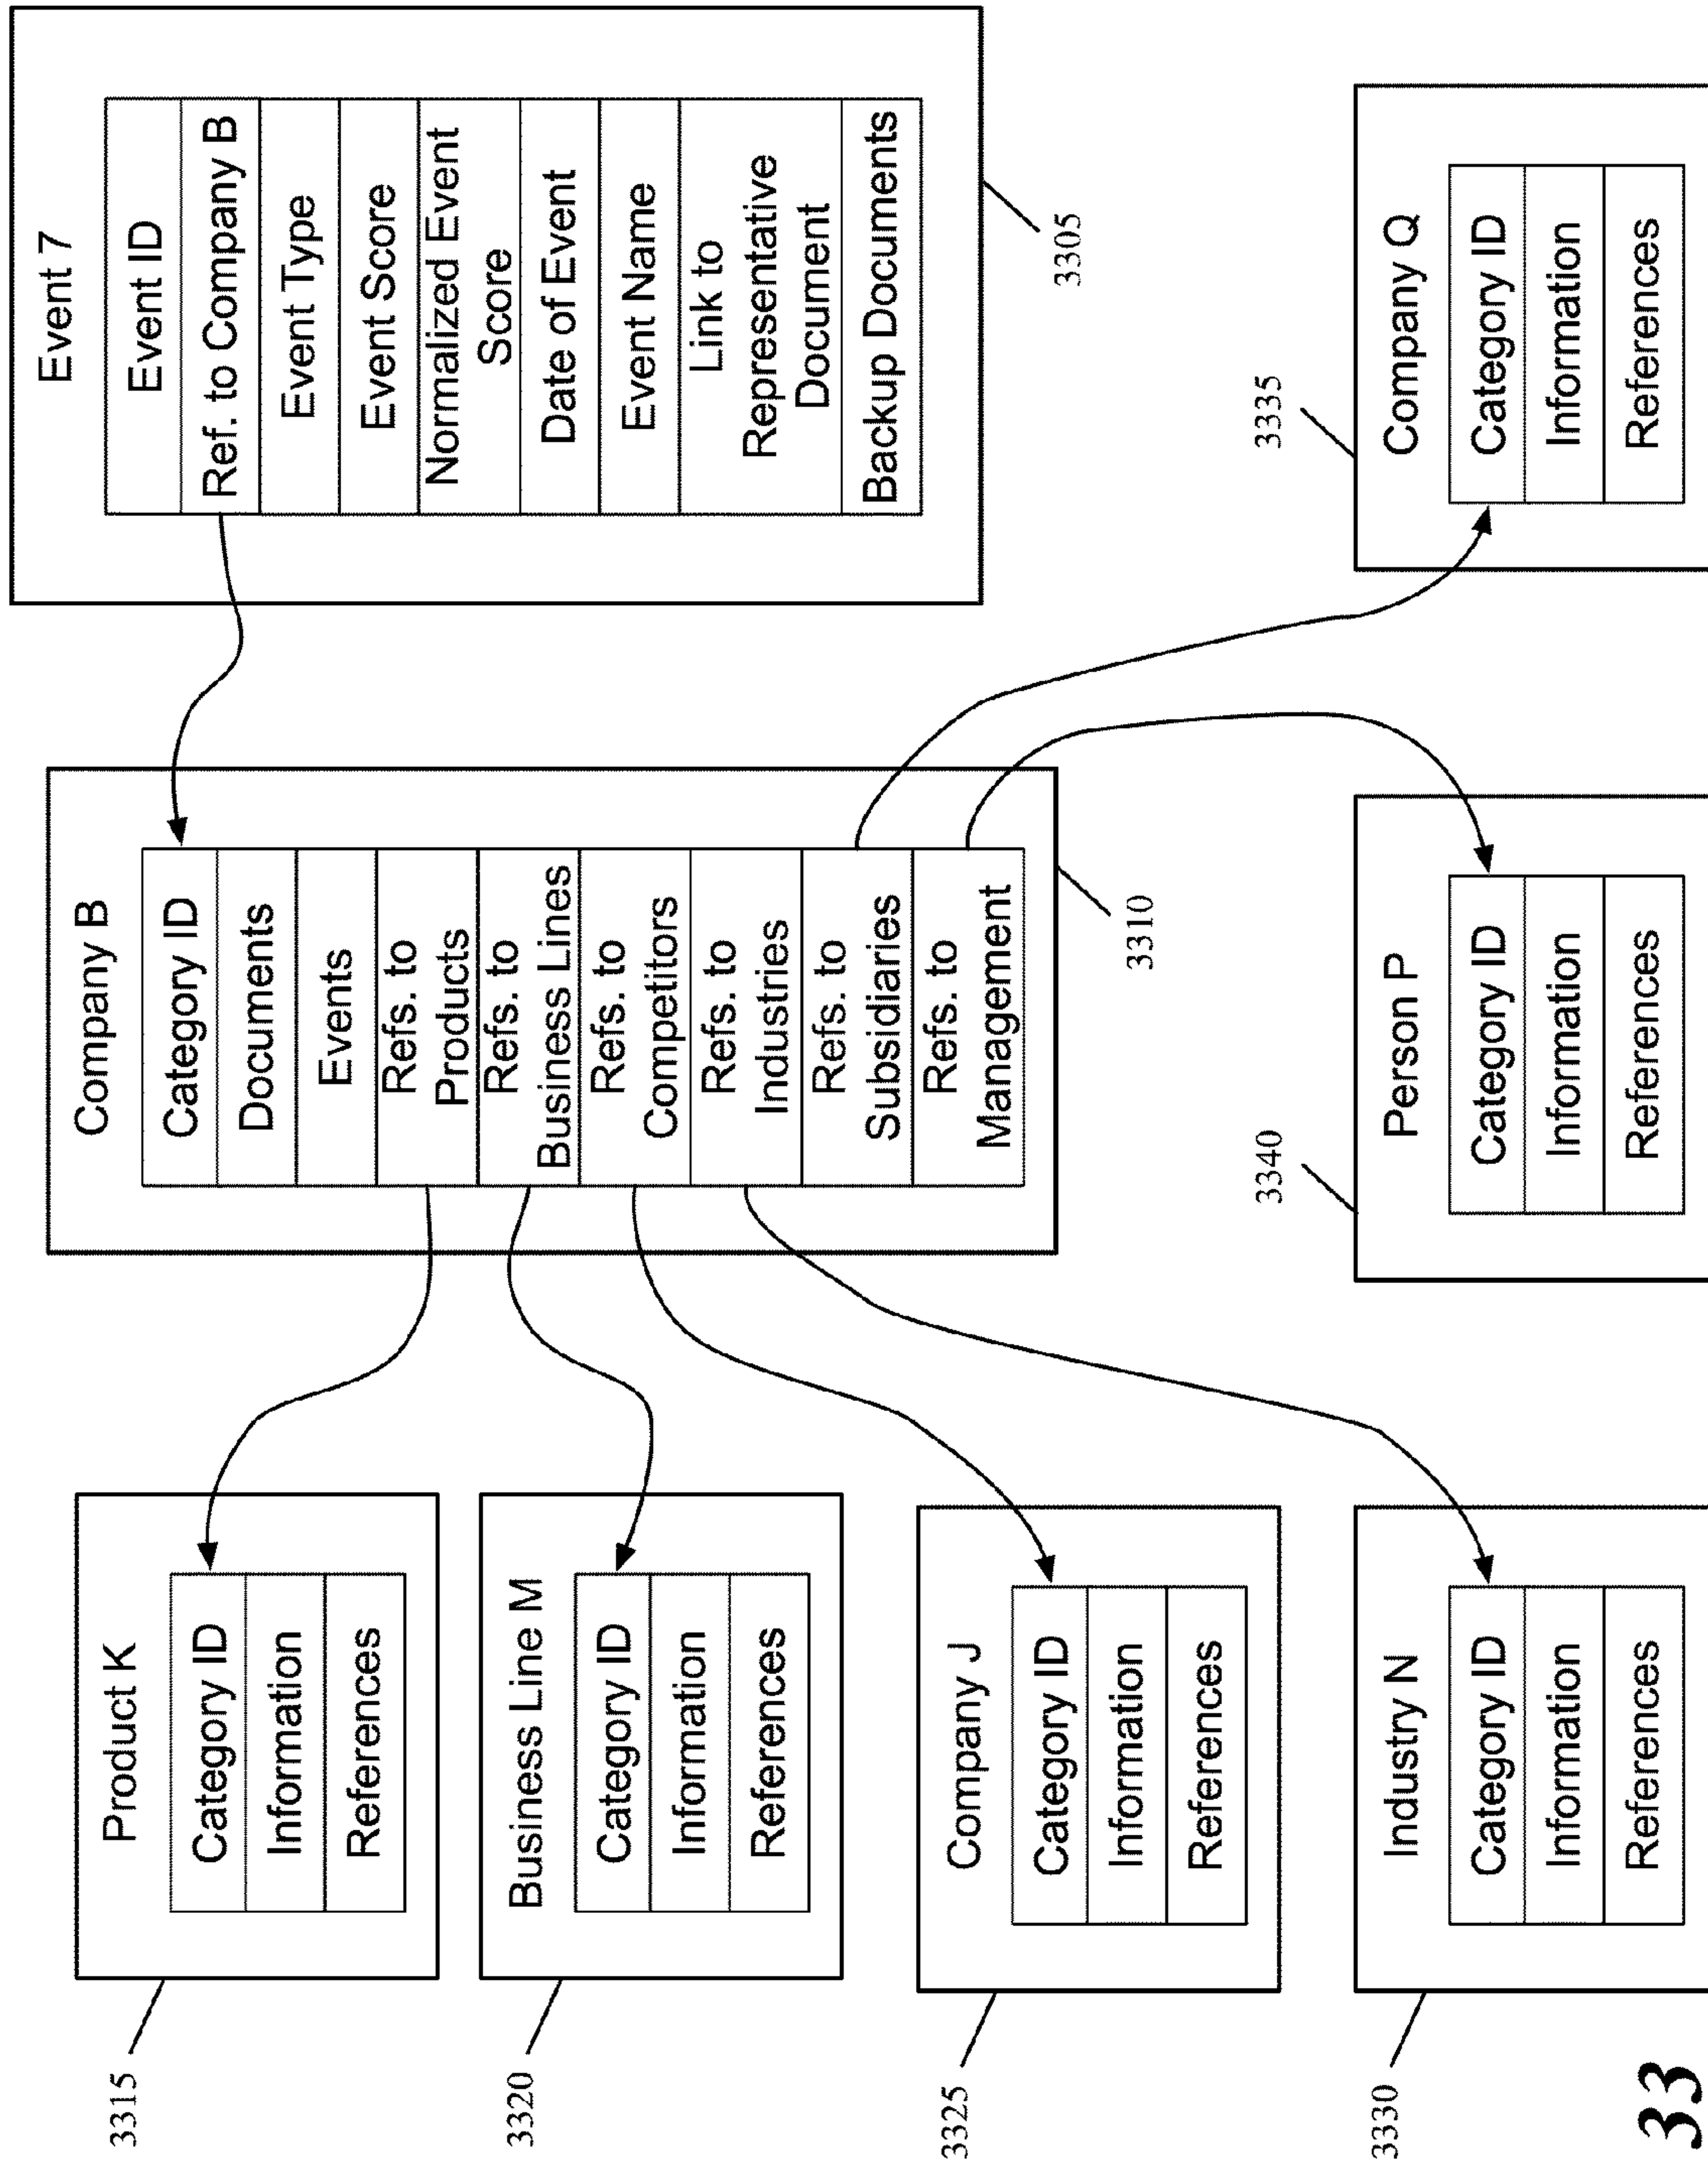 Product K
Category ID
Information
References
3315
Business Line M
Category ID
Information
References
3320
Company J
Category ID
Information
References
3325
Industry N
Category ID
Information
References
3330
Company B
Category ID
Documents
Events
Refs. to
Products
Refs. to
Business Lines
Refs. to
Competitors
Refs. to
Industries
Refs. to
Subsidiaries
Refs. to
Management
3310
Person P
Category ID
Information
References
3340
Event 7
Event ID
Ref. to Company B
Event Type
Event Score
Normalized Event
Score
Date of Event
Event Name
Link to
Representative
Document
Backup Documents
3305
Company Q
Category ID
Information
References
3335
33